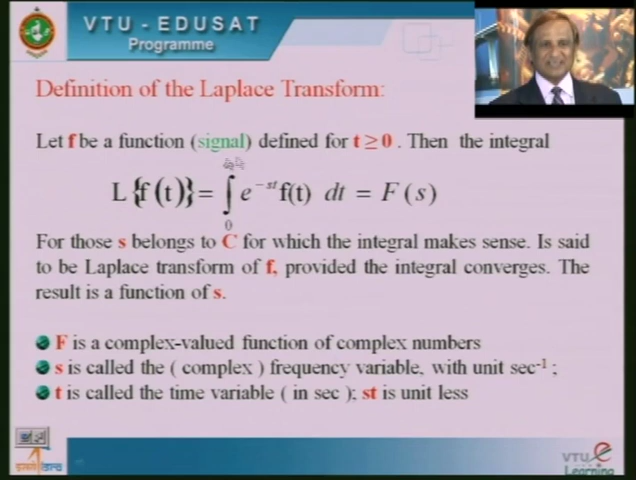 VTU - EDUSAT
Programme
Definition of the Laplace Transform:
Let f be a function (signal) defined for t ≥ 0 . Then the integral
L{f (t)} = ∫₀^∞ e^{-st} f(t) dt = F (s)
For those s belongs to C for which the integral makes sense. Is said
to be Laplace transform of f, provided the integral converges. The
result is a function of s.
F is a complex-valued function of complex numbers
s is called the ( complex ) frequency variable, with unit sec⁻¹ ;
t is called the time variable ( in sec ); st is unit less
VTU e
Learning